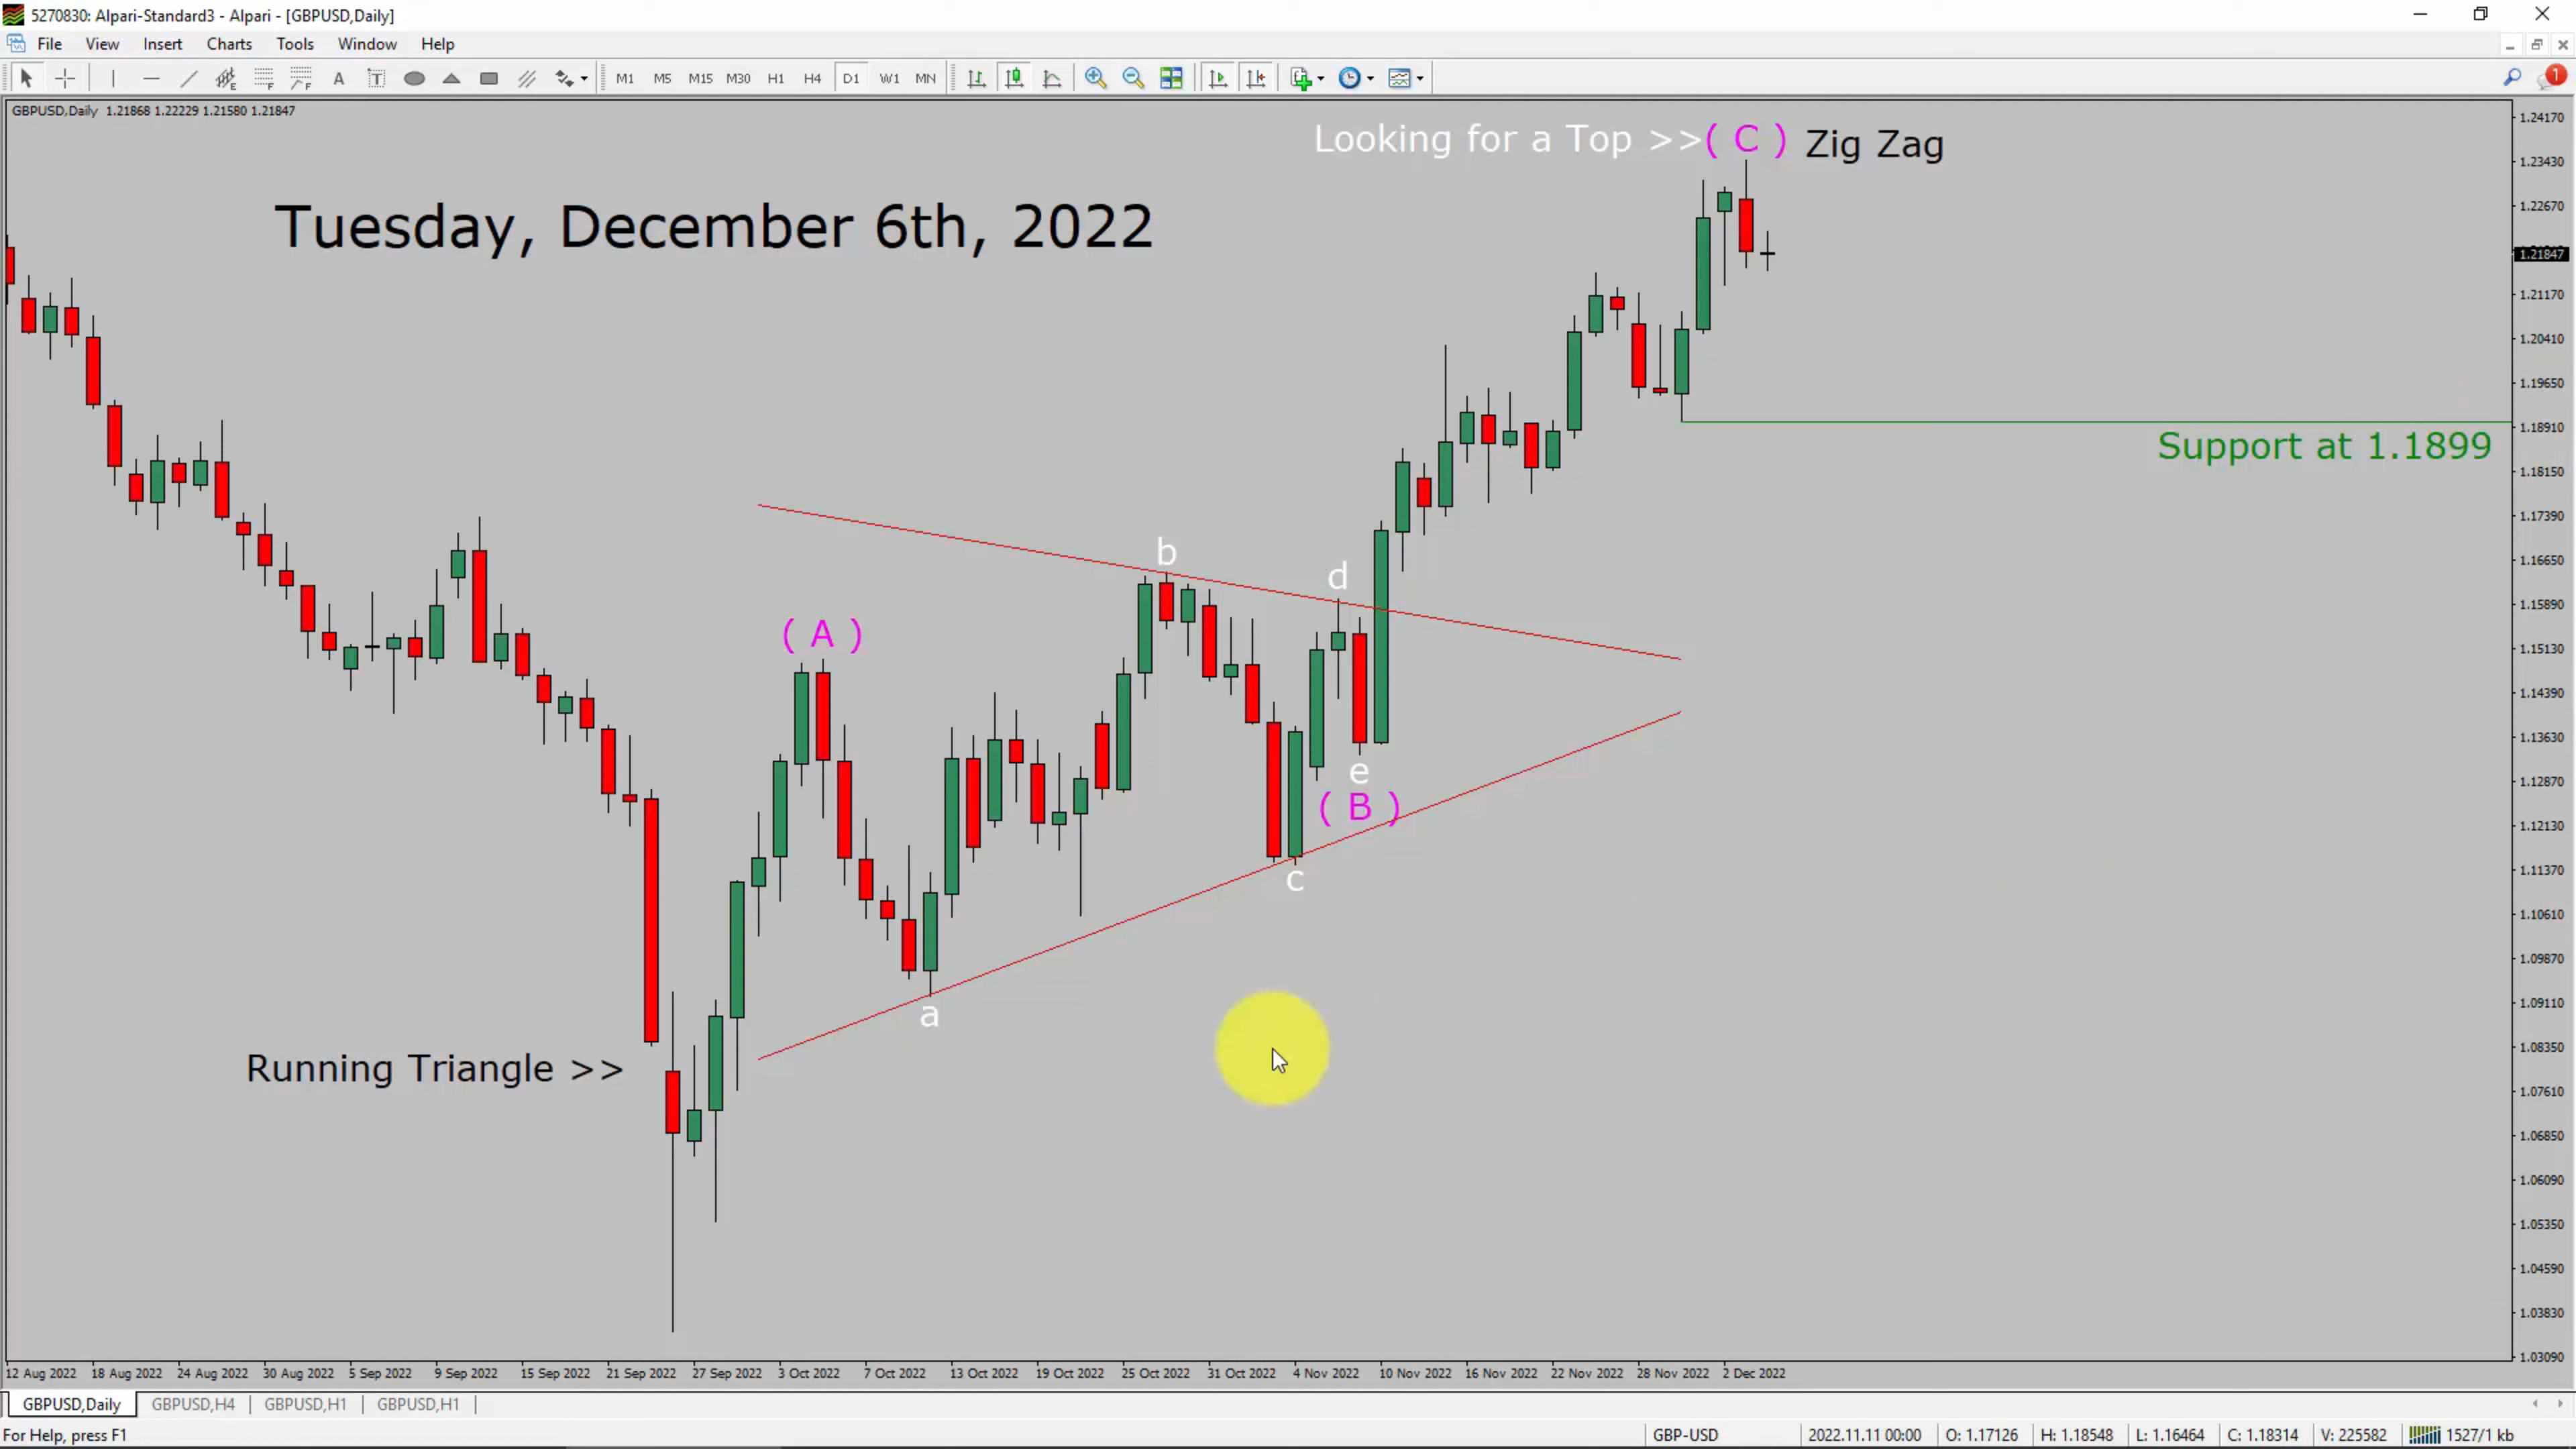 5270830: Alpari-Standard3 - Alpari - [GBPUSD,Daily]
File View Insert Charts Tools Window Help
A T M1 M5 M15 M30 H1 H4 D1 W1 MN 1
GBPUSD,Daily 1.21868 1.22229 1.21580 1.21847
Looking for a Top >>( C ) Zig Zag
Tuesday, December 6th, 2022
Support at 1.1899
b
d
( A )
e
( B )
c
a
Running Triangle >>
1.24170
1.23430
1.22670
1.21847
1.21170
1.20410
1.19650
1.18910
1.18150
1.17390
1.16650
1.15890
1.15130
1.14390
1.13630
1.12870
1.12130
1.11370
1.10610
1.09870
1.09110
1.08350
1.07610
1.06850
1.06090
1.05350
1.04590
1.03830
1.03090
12 Aug 2022 18 Aug 2022 24 Aug 2022 30 Aug 2022 5 Sep 2022 9 Sep 2022 15 Sep 2022 21 Sep 2022 27 Sep 2022 3 Oct 2022 7 Oct 2022 13 Oct 2022 19 Oct 2022 25 Oct 2022 31 Oct 2022 4 Nov 2022 10 Nov 2022 16 Nov 2022 22 Nov 2022 28 Nov 2022 2 Dec 2022
GBPUSD,Daily GBPUSD,H4 GBPUSD,H1 GBPUSD,H1
For Help, press F1 GBP-USD 2022.11.11 00:00 O: 1.17126 H: 1.18548 L: 1.16464 C: 1.18314 V: 225582 1527/1 kb